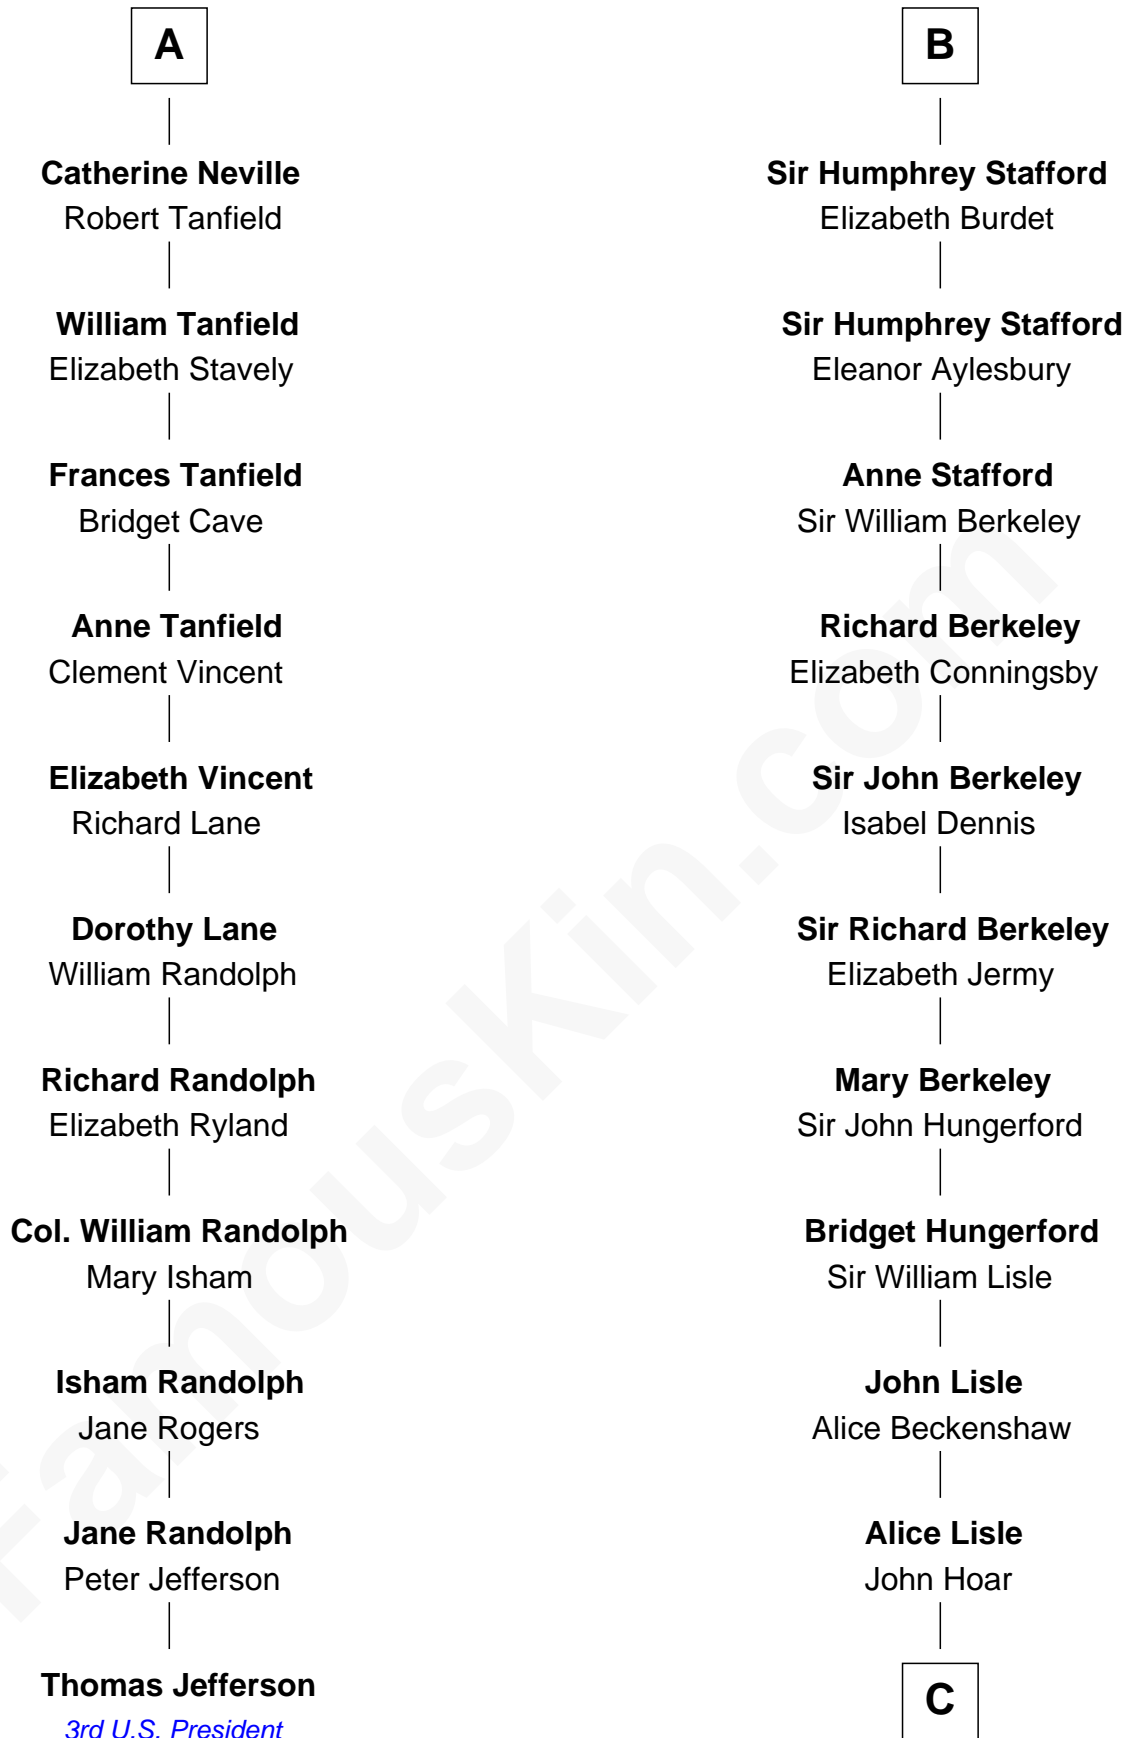 A
Catherine Neville
Robert Tanfield
William Tanfield
Elizabeth Stavely
Frances Tanfield
Bridget Cave
Anne Tanfield
Clement Vincent
Elizabeth Vincent
Richard Lane
Dorothy Lane
William Randolph
Richard Randolph
Elizabeth Ryland
Col. William Randolph
Mary Isham
Isham Randolph
Jane Rogers
Jane Randolph
Peter Jefferson
Thomas Jefferson
3rd U.S. President
B
Sir Humphrey Stafford
Elizabeth Burdet
Sir Humphrey Stafford
Eleanor Aylesbury
Anne Stafford
Sir William Berkeley
Richard Berkeley
Elizabeth Conningsby
Sir John Berkeley
Isabel Dennis
Sir Richard Berkeley
Elizabeth Jermy
Mary Berkeley
Sir John Hungerford
Bridget Hungerford
Sir William Lisle
John Lisle
Alice Beckenshaw
Alice Lisle
John Hoar
C
FamousKin.com